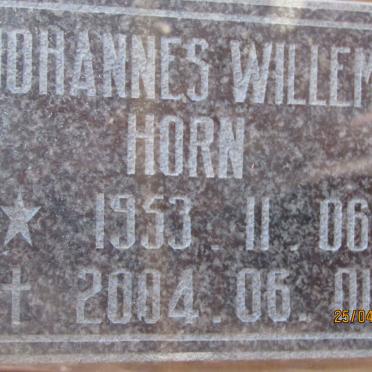 JOHANNES WILLEM
HORN
1953 . 11 . 06
2004 . 06 .
25/04